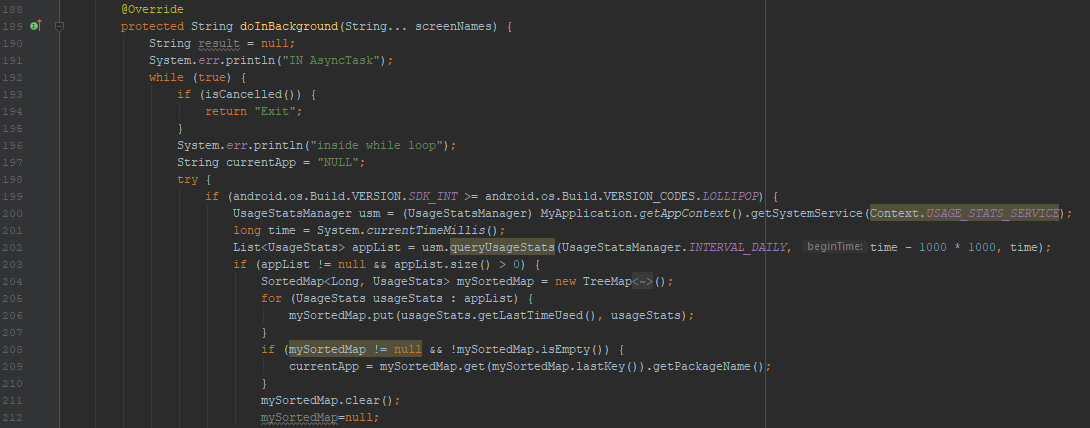 188 @Override
189 protected String doInBackground(String... screenNames) {
190 String result = null;
191 System.err.println("IN AsyncTask");
192 while (true) {
193 if (isCancelled()) {
194 return "Exit";
195 }
196 System.err.println("inside while loop");
197 String currentApp = "NULL";
198 try {
199 if (android.os.Build.VERSION.SDK_INT >= android.os.Build.VERSION_CODES.LOLLIPOP) {
200 UsageStatsManager usm = (UsageStatsManager) MyApplication.getAppContext().getSystemService(Context.USAGE_STATS_SERVICE);
201 long time = System.currentTimeMillis();
202 List<UsageStats> appList = usm.queryUsageStats(UsageStatsManager.INTERVAL_DAILY, beginTime: time - 1000 * 1000, time);
203 if (appList != null && appList.size() > 0) {
204 SortedMap<Long, UsageStats> mySortedMap = new TreeMap<~>();
205 for (UsageStats usageStats : appList) {
206 mySortedMap.put(usageStats.getLastTimeUsed(), usageStats);
207 }
208 if (mySortedMap != null && !mySortedMap.isEmpty()) {
209 currentApp = mySortedMap.get(mySortedMap.lastKey()).getPackageName();
210 }
211 mySortedMap.clear();
212 mySortedMap=null;